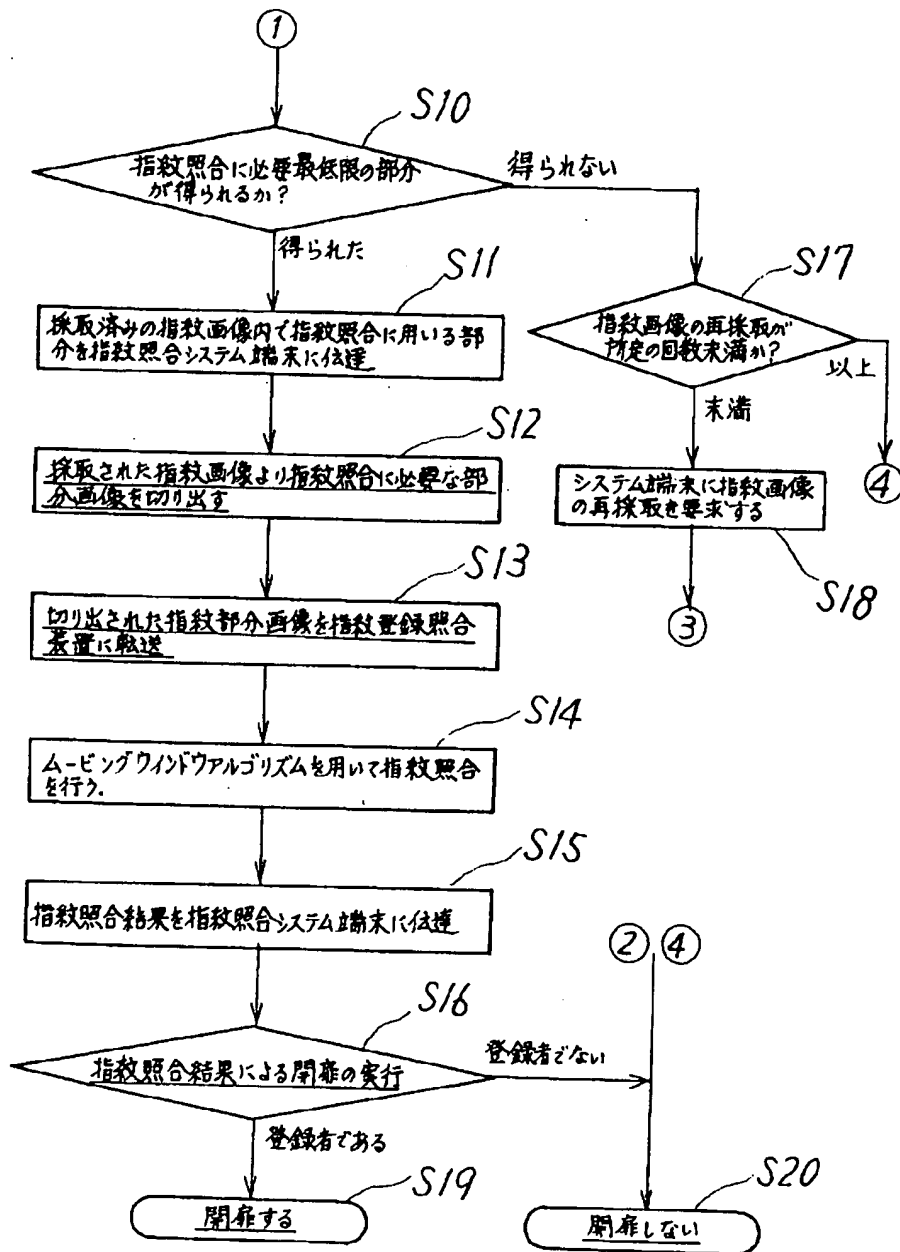 ①
S10
指紋照合に必要最低限の部分
が得られるか?
得られない
得られた
S11
採取済みの指紋画像内で指紋照合に用いる部
分を指紋照合システム端末に伝達
S17
指紋画像の再採取が
所定の回数未満か?
以上
未満
④
S12
採取された指紋画像より指紋照合に必要な部
分画像を切り出す
システム端末に指紋画像
の再採取を要求する
S18
③
S13
切り出された指紋部分画像を指紋登録照合
装置に転送
S14
ムービングウインドウアルゴリズムを用いて指紋照合
を行う.
S15
指紋照合結果を指紋照合システム端末に伝達
② ④
S16
指紋照合結果による開扉の実行
登録者でない
登録者である
S19
開扉する
S20
開扉しない